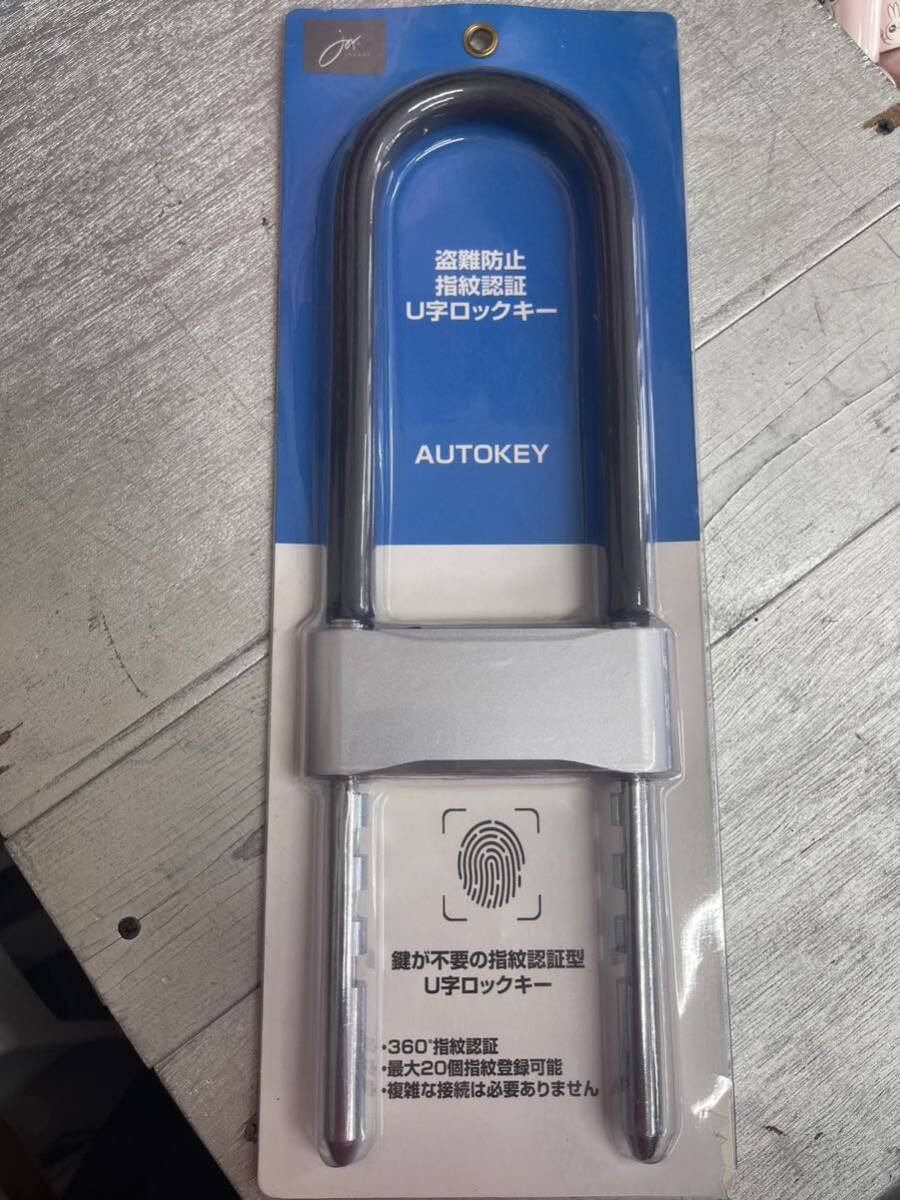 joy.
盗難防止
指紋認証
U字ロックキー
AUTOKEY
鍵が不要の指紋認証型
U字ロックキー
・360°指紋認証
・最大20個指紋登録可能
・複雑な接続は必要ありません